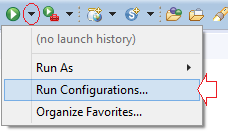 (no launch history)
Run As
Run Configurations...
Organize Favorites...